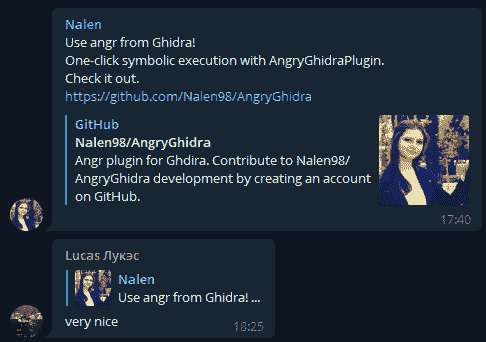 Nalen
Use angr from Ghidra!
One-click symbolic execution with AngryGhidraPlugin.
Check it out.
https://github.com/Nalen98/AngryGhidra
GitHub
Nalen98/AngryGhidra
Angr plugin for Ghdira. Contribute to Nalen98/
AngryGhidra development by creating an account
on GitHub.
17:40
Lucas Лукэс
Nalen
Use angr from Ghidra! ...
very nice
18:25